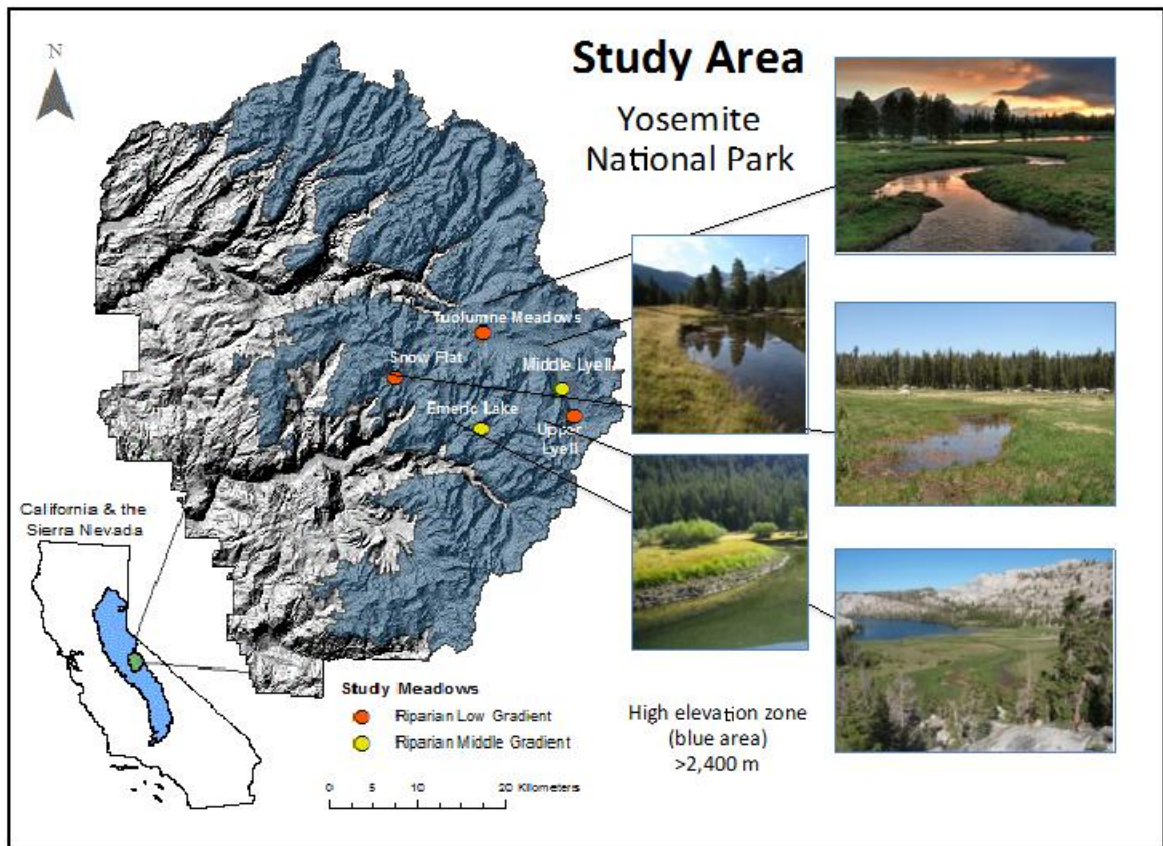 N
Study Area
Yosemite
National Park
Tuolumne Meadows
Snow Flat
Middle Lyell
Emeric Lake
Upper
Lyell
California & the
Sierra Nevada
Study Meadows
Riparian Low Gradient
Riparian Middle Gradient
0 5 10 20 Kilometers
High elevation zone
(blue area)
>2,400 m